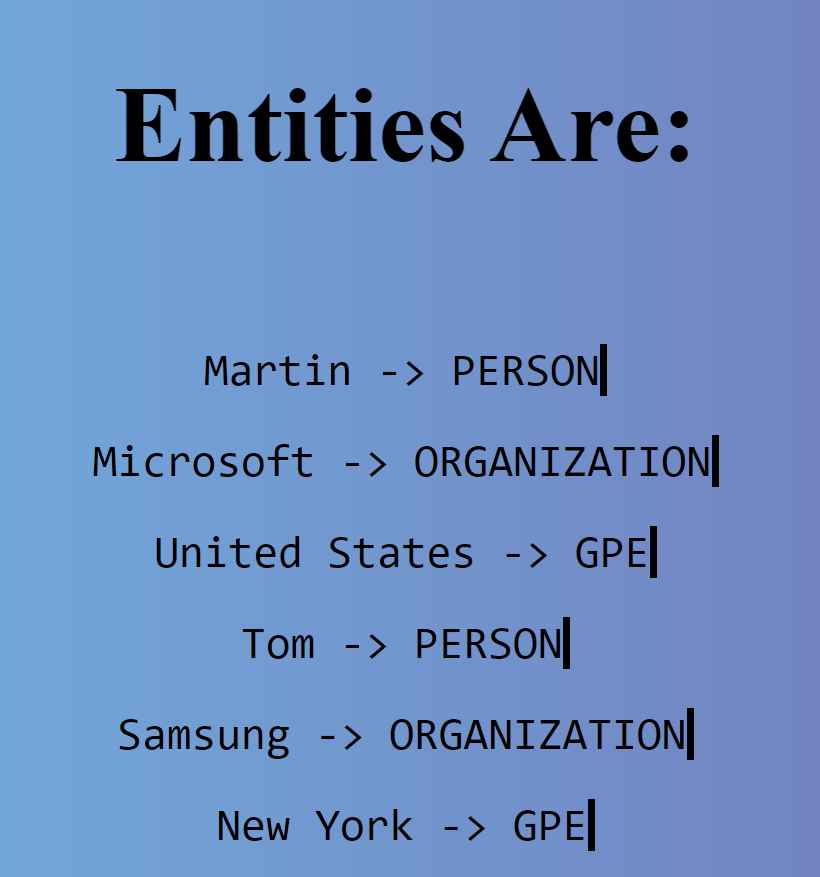 Entities Are:
Martin -> PERSON
Microsoft -> ORGANIZATION
United States -> GPE
Tom -> PERSON
Samsung -> ORGANIZATION
New York -> GPE